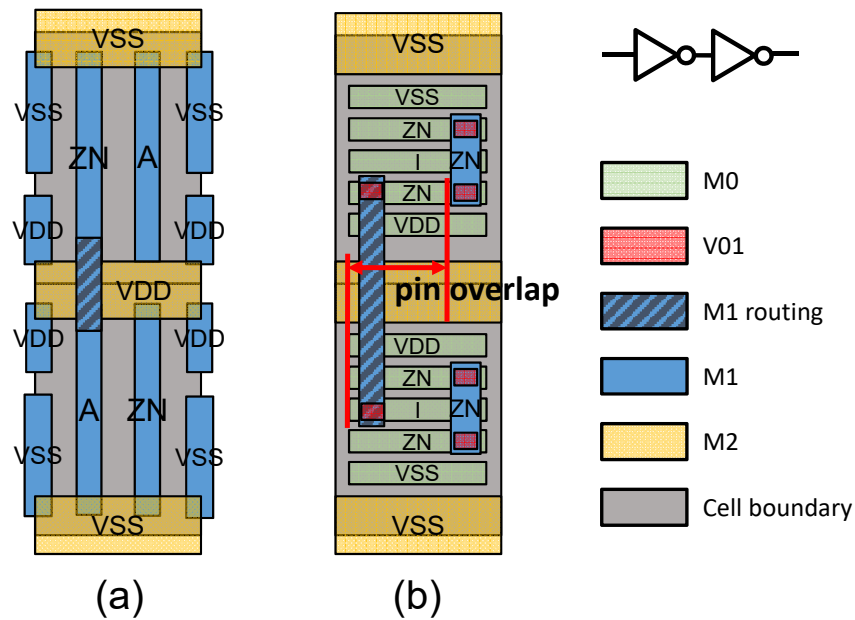 VSS
VSS
ZN
A
VSS
VDD
VDD
VDD
VDD
VDD
A
ZN
VSS
VSS
VSS
(a)
VSS
VSS
ZN
I
ZN
ZN
VDD
pin overlap
VDD
ZN
I
ZN
ZN
VSS
VSS
(b)
M0
V01
M1 routing
M1
M2
Cell boundary